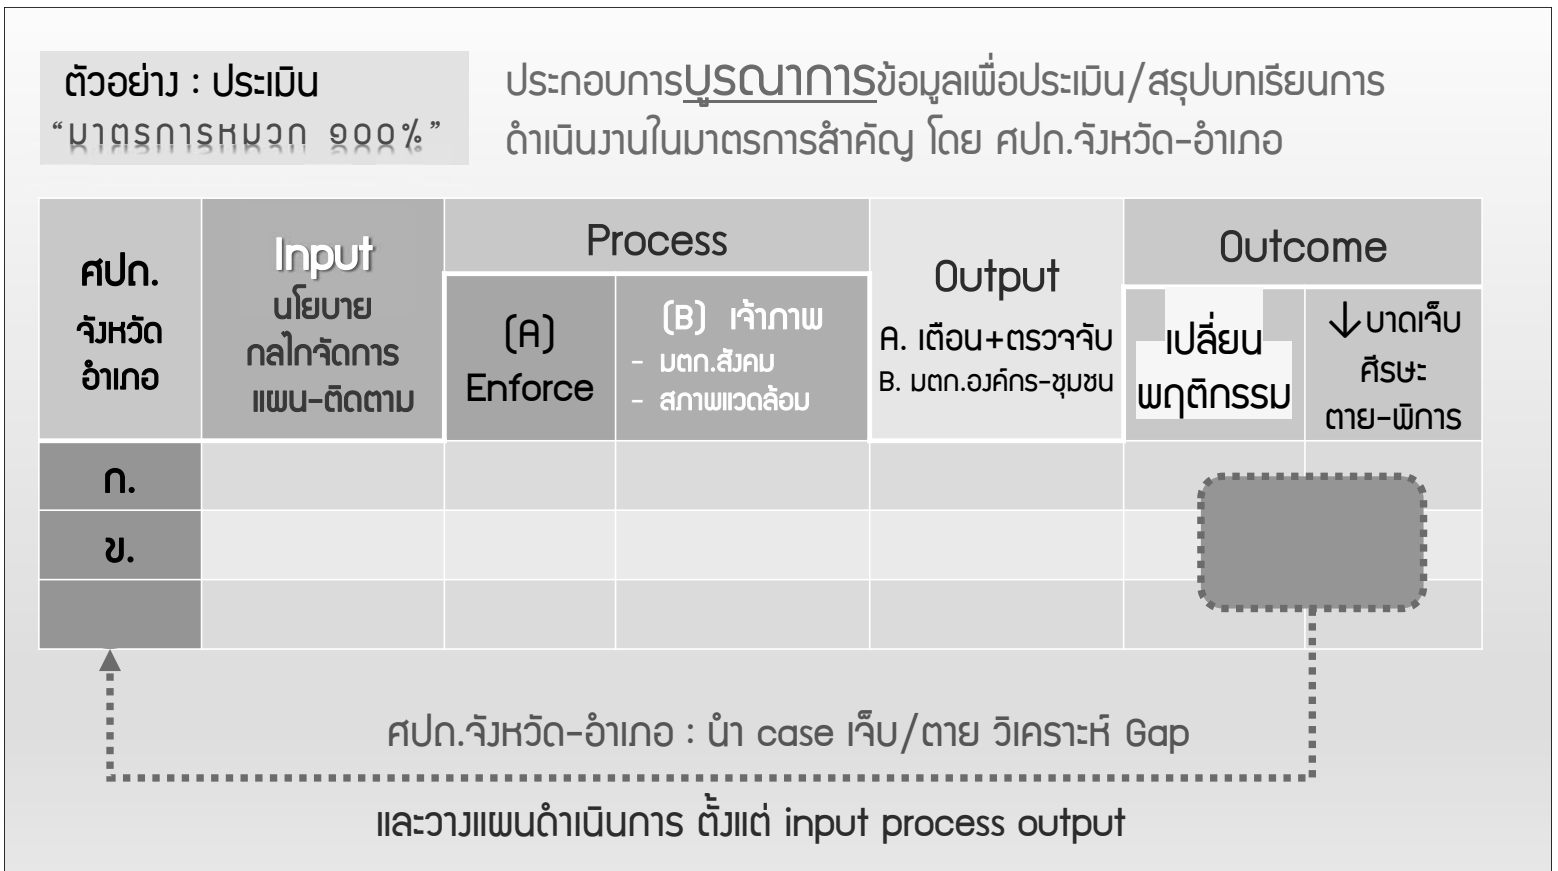 ตัวอย่าง : ประเมิน
“มาตรการหมวก ๑๐๐%”
ประกอบการบูรณาการข้อมูลเพื่อประเมิน/สรุปบทเรียนการ
ดำเนินงานในมาตรการสำคัญ โดย ศปถ.จังหวัด-อำเภอ
ศปถ.
จังหวัด
อำเภอ
Input
นโยบาย
กลไกจัดการ
แผน-ติดตาม
Process
(A)
Enforce
(B) เจ้าภาพ
- มตก.สังคม
- สภาพแวดล้อม
Output
A. เตือน+ตรวจจับ
B. มตก.องค์กร-ชุมชน
Outcome
เปลี่ยน
พฤติกรรม
↓บาดเจ็บ
ศีรษะ
ตาย-พิการ
ก.
ข.
ศปถ.จังหวัด-อำเภอ : นำ case เจ็บ/ตาย วิเคราะห์ Gap
และวางแผนดำเนินการ ตั้งแต่ input process output